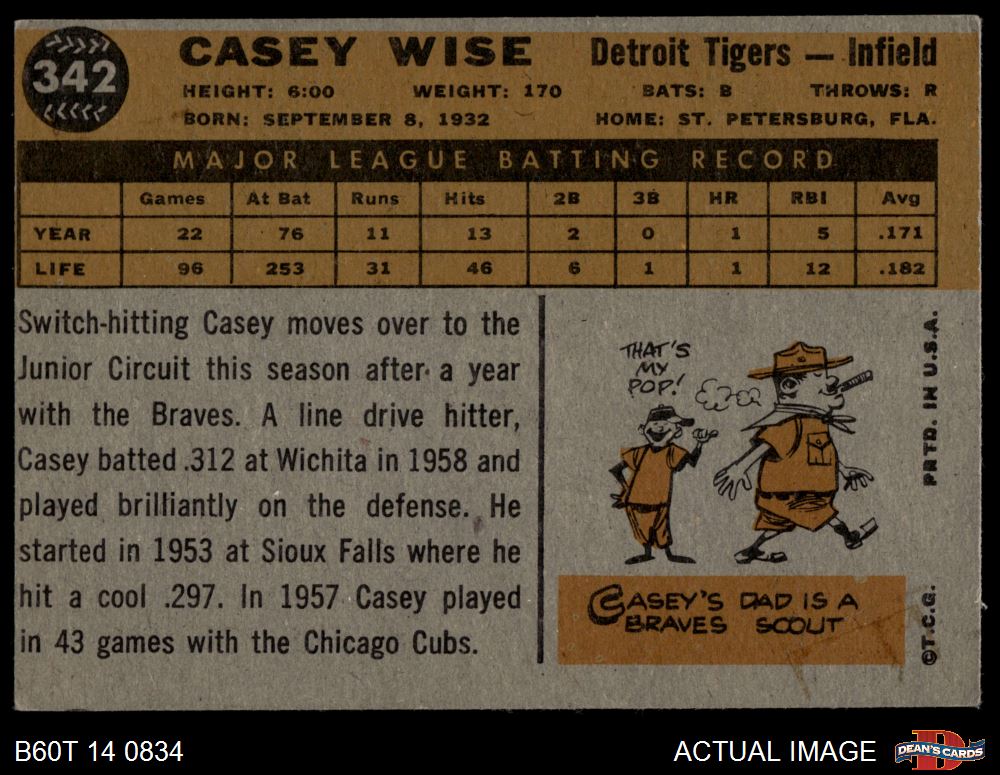 342
CASEY WISE
Detroit Tigers — Infield
HEIGHT: 6:00 WEIGHT: 170 BATS: B THROWS: R
BORN: SEPTEMBER 8, 1932 HOME: ST. PETERSBURG, FLA.
MAJOR LEAGUE BATTING RECORD
Games At Bat Runs Hits 2B 3B HR RBI Avg
YEAR 22 76 11 13 2 0 1 5 .171
LIFE 96 253 31 46 6 1 1 12 .182
Switch-hitting Casey moves over to the
Junior Circuit this season after a year
with the Braves. A line drive hitter,
Casey batted .312 at Wichita in 1958 and
played brilliantly on the defense. He
started in 1953 at Sioux Falls where he
hit a cool .297. In 1957 Casey played
in 43 games with the Chicago Cubs.
THAT'S
MY
POP!
CASEY'S DAD IS A
BRAVES SCOUT
PRTD. IN U.S.A.
©T.C.G.
B60T 14 0834
ACTUAL IMAGE
D
DEAN'S CARDS